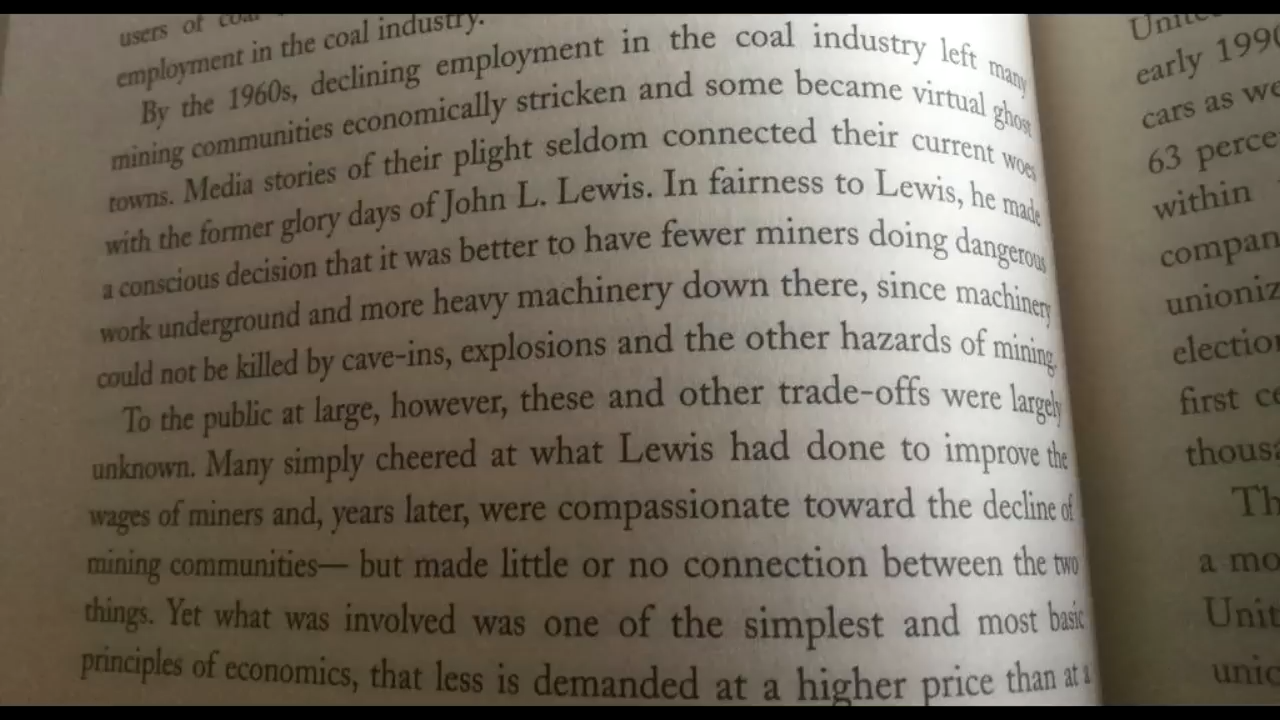 users of coal
employment in the coal industry.
By the 1960s, declining employment in the coal industry left many
mining communities economically stricken and some became virtual ghost
towns. Media stories of their plight seldom connected their current woes
with the former glory days of John L. Lewis. In fairness to Lewis, he made
a conscious decision that it was better to have fewer miners doing dangerous
work underground and more heavy machinery down there, since machinery
could not be killed by cave-ins, explosions and the other hazards of mining.
To the public at large, however, these and other trade-offs were largely
unknown. Many simply cheered at what Lewis had done to improve the
wages of miners and, years later, were compassionate toward the decline of
mining communities— but made little or no connection between the two
things. Yet what was involved was one of the simplest and most basic
principles of economics, that less is demanded at a higher price than at a
early 1990
cars as we
63 perce
within
compan
unioniz
election
first ce
thousa
Th
a mo
Unit
unio